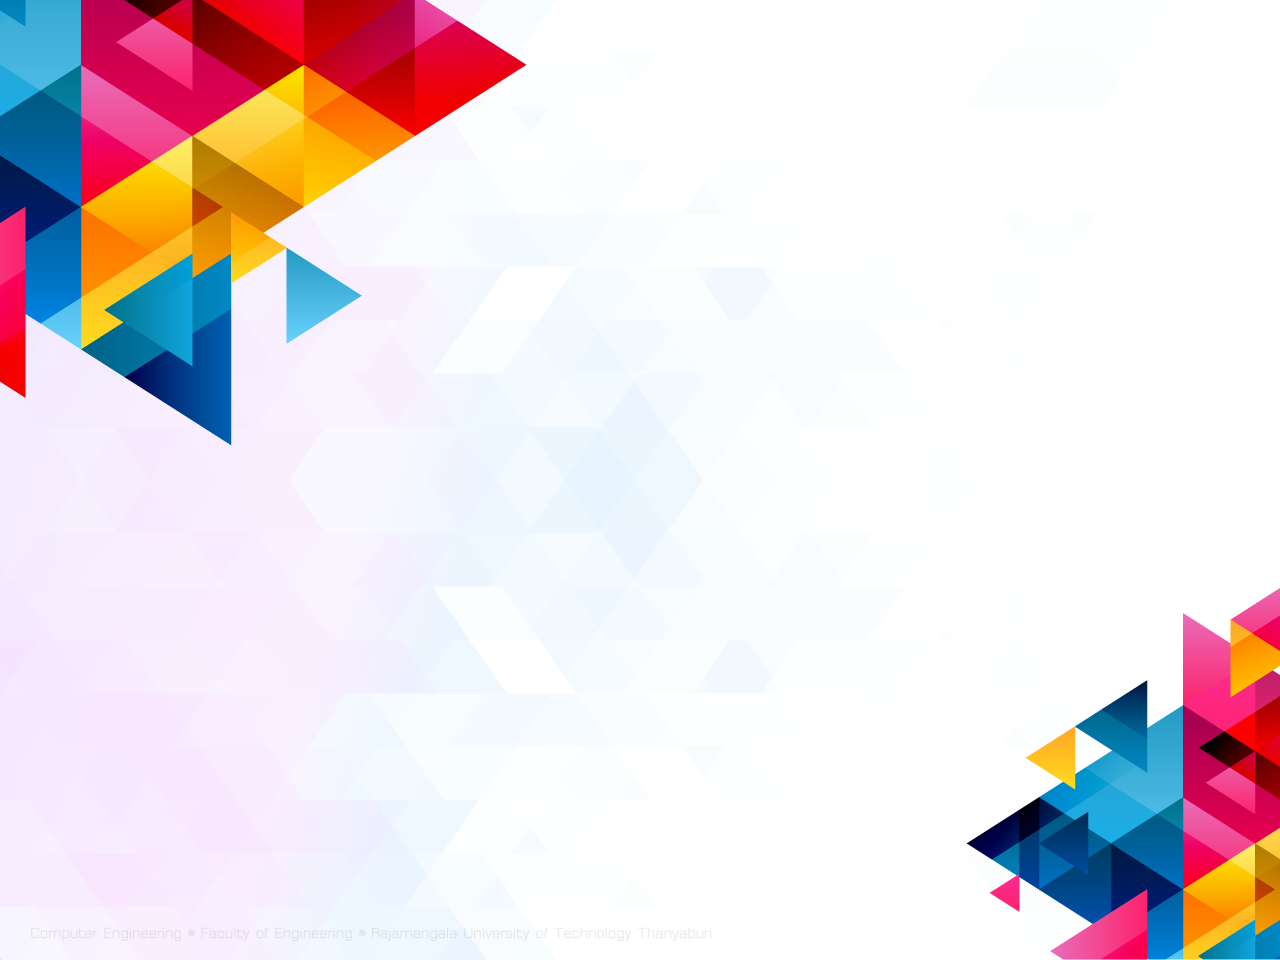 Computer Engineering ● Faculty of Engineering ● Rajamangala University of Technology Thanyaburi